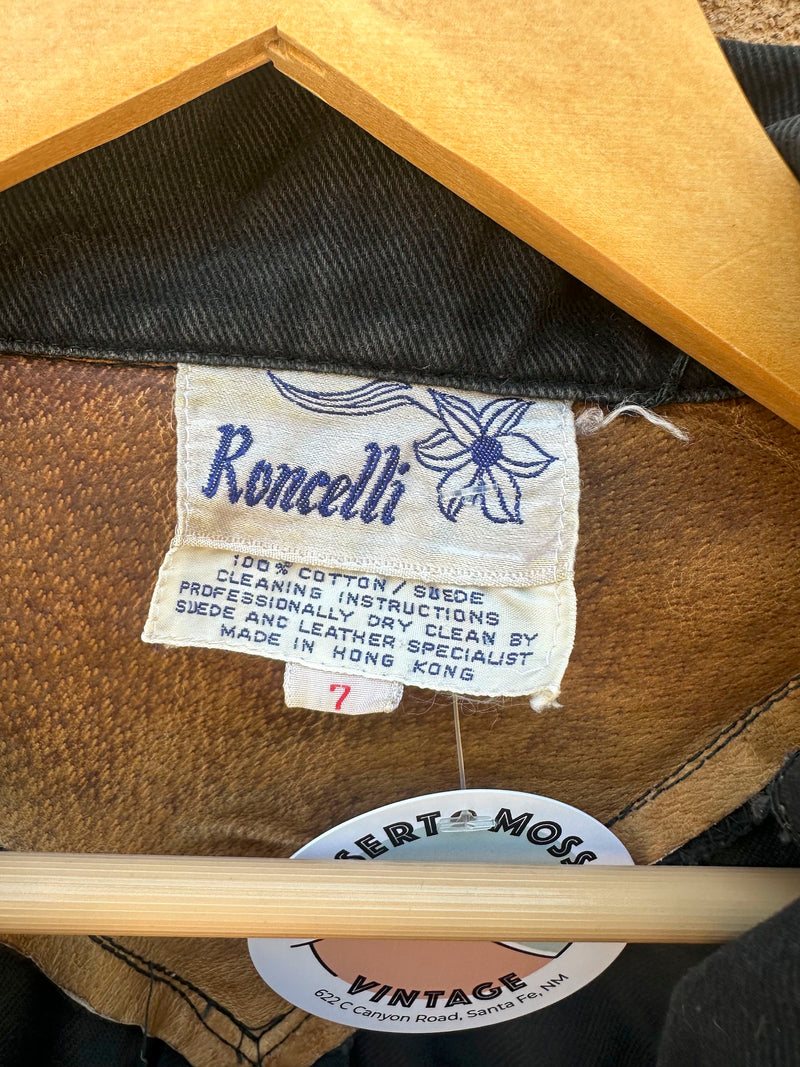 Roncelli
100% COTTON/SUEDE
CLEANING INSTRUCTIONS
PROFESSIONALLY DRY CLEAN BY
SUEDE AND LEATHER SPECIALIST
MADE IN HONG KONG
7
MOSS
VINTAGE
622 C Canyon Road, Santa Fe, NM